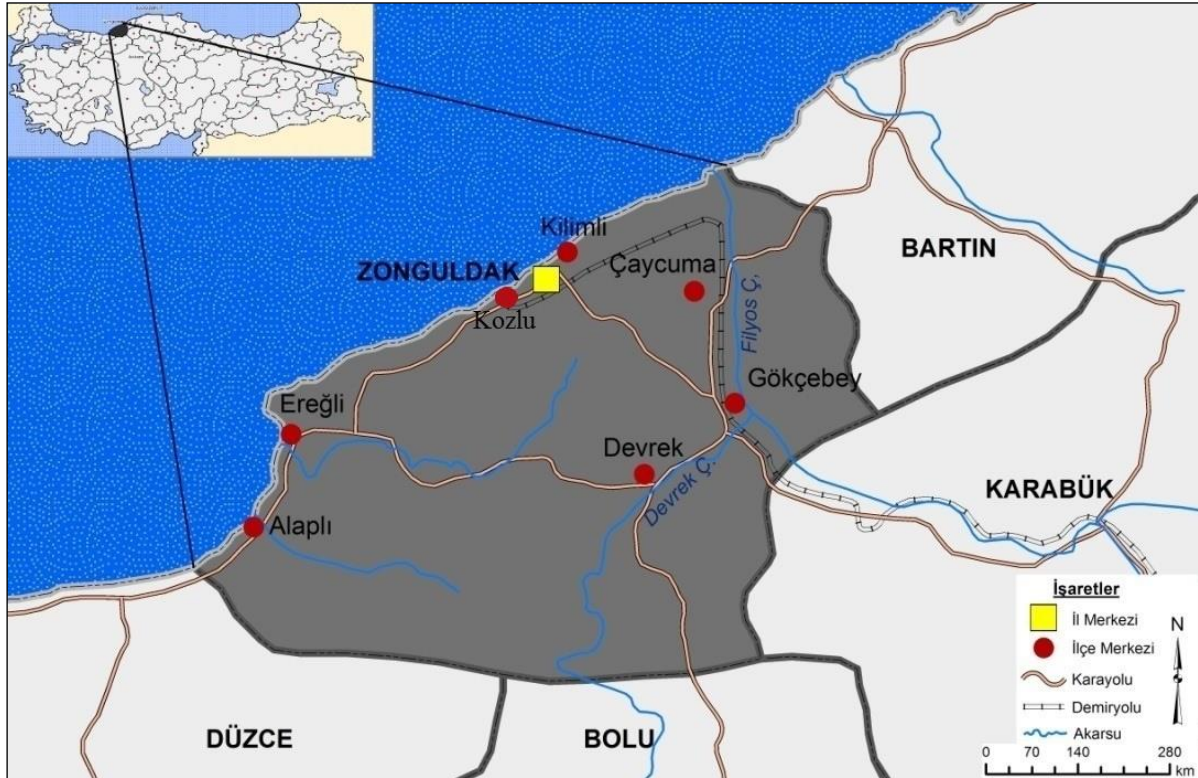 Kilimli
ZONGULDAK
Çaycuma
Kozlu
BARTIN
Filyos Ç,
Gökçebey
Ereğli
Devrek
Devrek Ç.
KARABÜK
Alaplı
DÜZCE
BOLU
İşaretler
İl Merkezi
N
İlçe Merkezi
Karayolu
Demiryolu
Akarsu
0 70 140 280
km